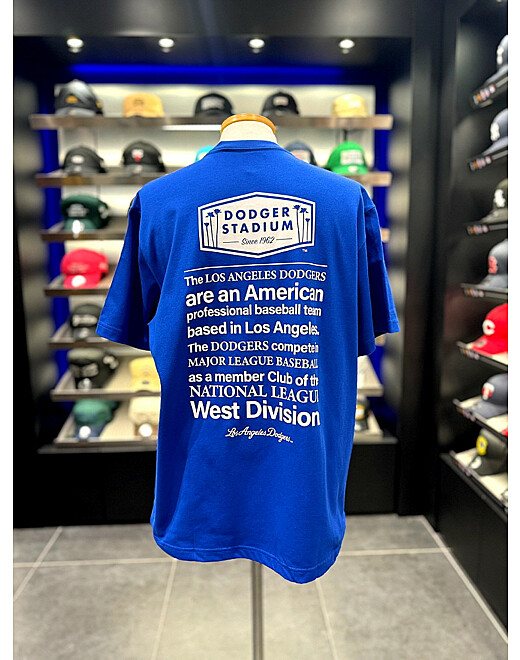 DODGER
STADIUM
Since 1962
TM
The LOS ANGELES DODGERS
are an American
professional baseball team
based in Los Angeles.
The DODGERS compete in
MAJOR LEAGUE BASEBALL
as a member Club of the
NATIONAL LEAGUE
West Division
Los Angeles Dodgers